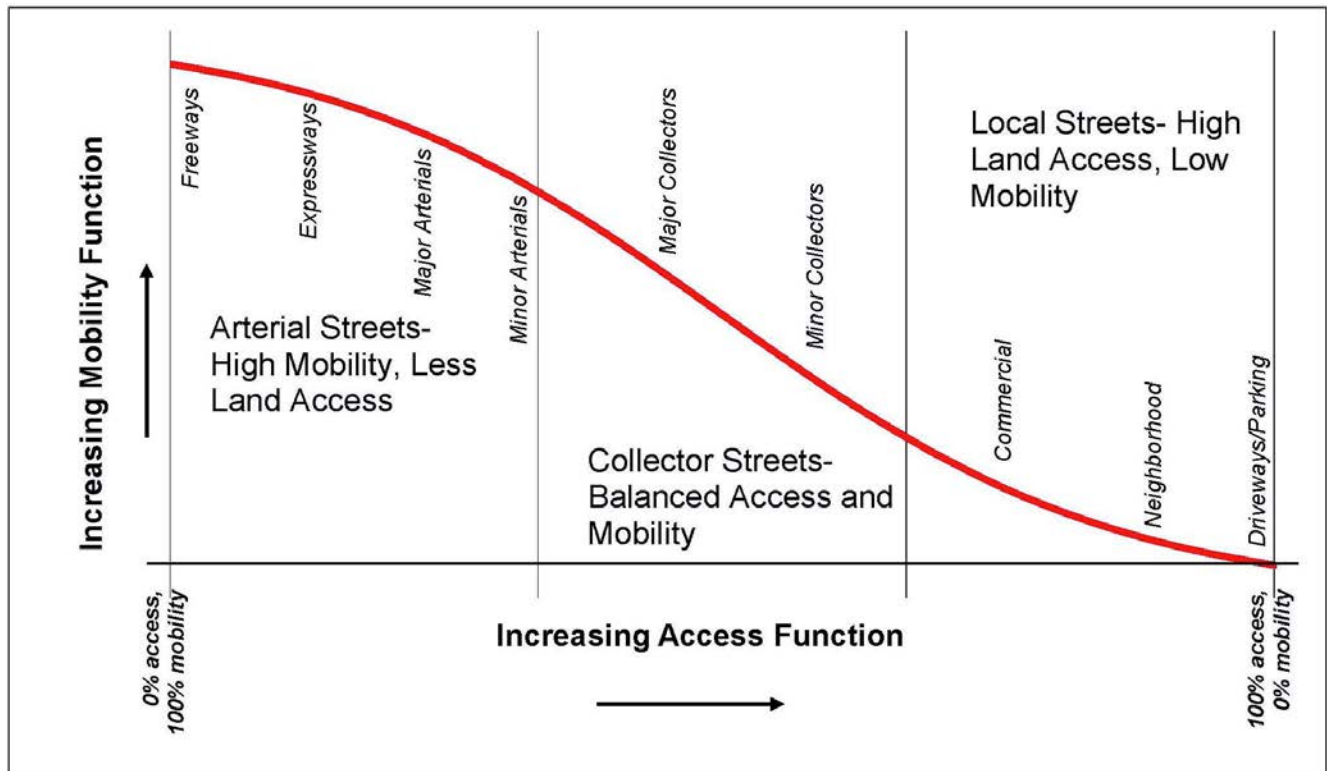 Increasing Mobility Function
Freeways
Expressways
Major Arterials
Minor Arterials
Arterial Streets-
High Mobility, Less
Land Access
Major Collectors
Minor Collectors
Collector Streets-
Balanced Access and
Mobility
Local Streets- High
Land Access, Low
Mobility
Commercial
Neighborhood
Driveways/Parking
0% access,
100% mobility
Increasing Access Function
100% access,
0% mobility